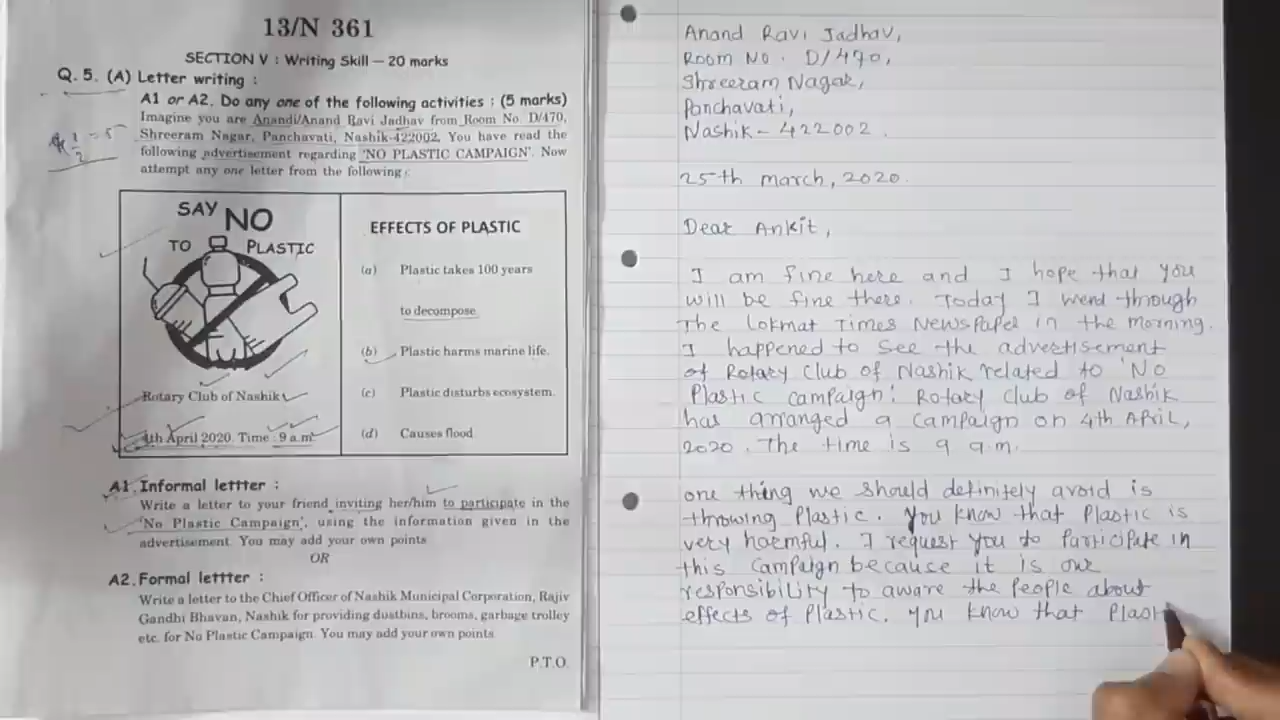 13/N 361
SECTION V : Writing Skill – 20 marks
Q. 5. (A) Letter writing :
A1 or A2. Do any one of the following activities : (5 marks)
Imagine you are Anandi/Anand Ravi Jadhav from Room No. D/470,
Shreeram Nagar, Panchavati, Nashik-422002. You have read the
following advertisement regarding 'NO PLASTIC CAMPAIGN'. Now
attempt any one letter from the following :
SAY NO
TO PLASTIC
Rotary Club of Nashik
4th April 2020. Time : 9 a.m.
EFFECTS OF PLASTIC
(a) Plastic takes 100 years
to decompose
(b) Plastic harms marine life.
(c) Plastic disturbs ecosystem.
(d) Causes flood
A1. Informal lettter :
Write a letter to your friend inviting her/him to participate in the
'No Plastic Campaign', using the information given in the
advertisement. You may add your own points
OR
A2. Formal lettter :
Write a letter to the Chief Officer of Nashik Municipal Corporation, Rajiv
Gandhi Bhavan, Nashik for providing dustbins, brooms, garbage trolley
etc. for No Plastic Campaign. You may add your own points
P.T.O.
Anand Ravi Jadhav,
Room No. D/470,
Shreeram Nagar,
Panchavati,
Nashik - 422002.
25th march, 2020.
Dear Ankit,
I am fine here and I hope that you
will be fine there. Today I went through
The Lokmat Times Newspaper in the morning.
I happened to see the advertisement
of Rotary Club of Nashik related to 'No
Plastic campaign'. Rotary club of Nashik
has arranged a campaign on 4th April,
2020. The time is 9 a.m.
one thing we should definitely avoid is
throwing Plastic. You know that Plastic is
very harmful. I request you to Participate in
this campaign because it is our
responsibility to aware the People about
effects of Plastic. You know that Plast